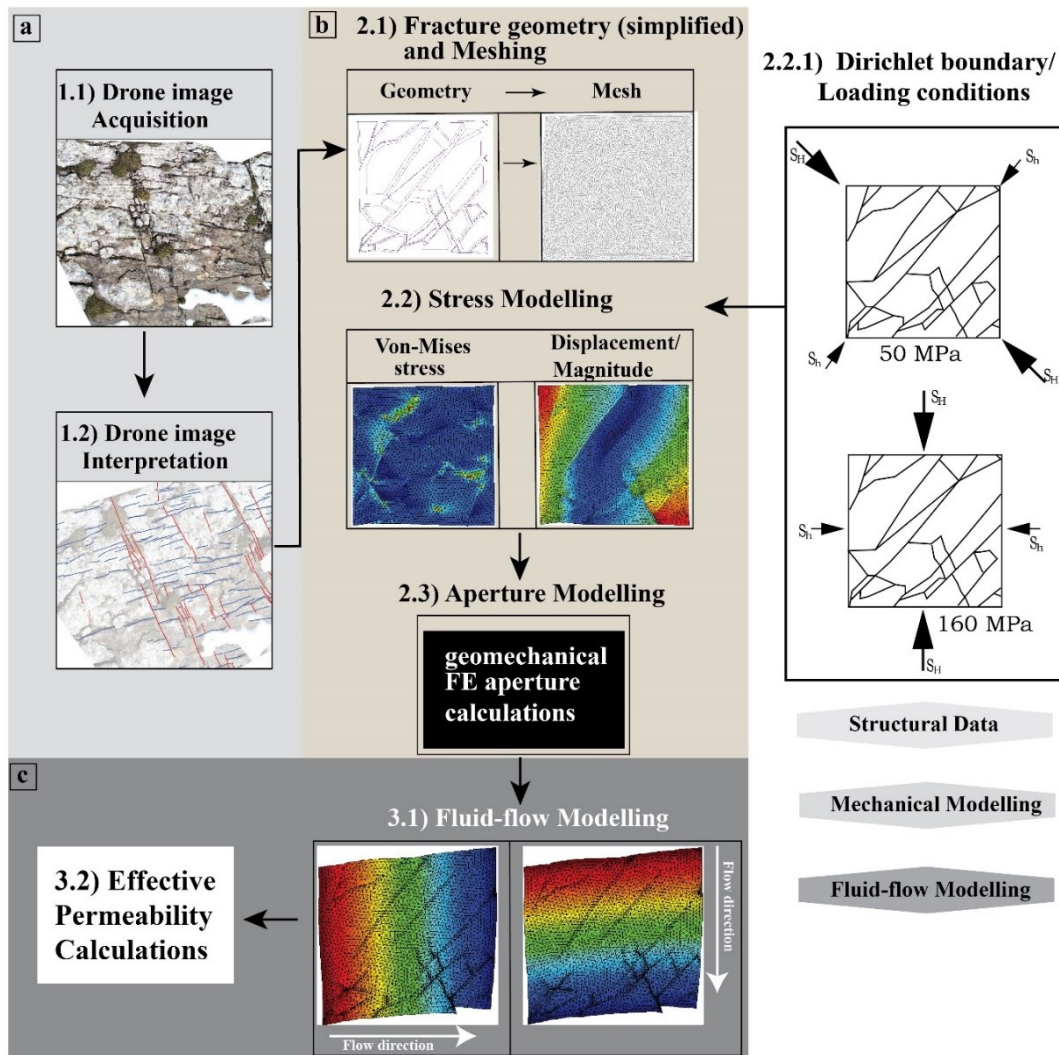 a
1.1) Drone image
Acquisition
1.2) Drone image
Interpretation
b
2.1) Fracture geometry (simplified)
and Meshing
Geometry
Mesh
2.2) Stress Modelling
Von-Mises
stress
Displacement/
Magnitude
2.3) Aperture Modelling
geomechanical
FE aperture
calculations
2.2.1) Dirichlet boundary/
Loading conditions
SH
Sh
Sh
50 MPa
SH
SH
Sh
Sh
160 MPa
SH
Structural Data
Mechanical Modelling
Fluid-flow Modelling
c
3.1) Fluid-flow Modelling
Flow direction
Flow direction
3.2) Effective
Permeability
Calculations